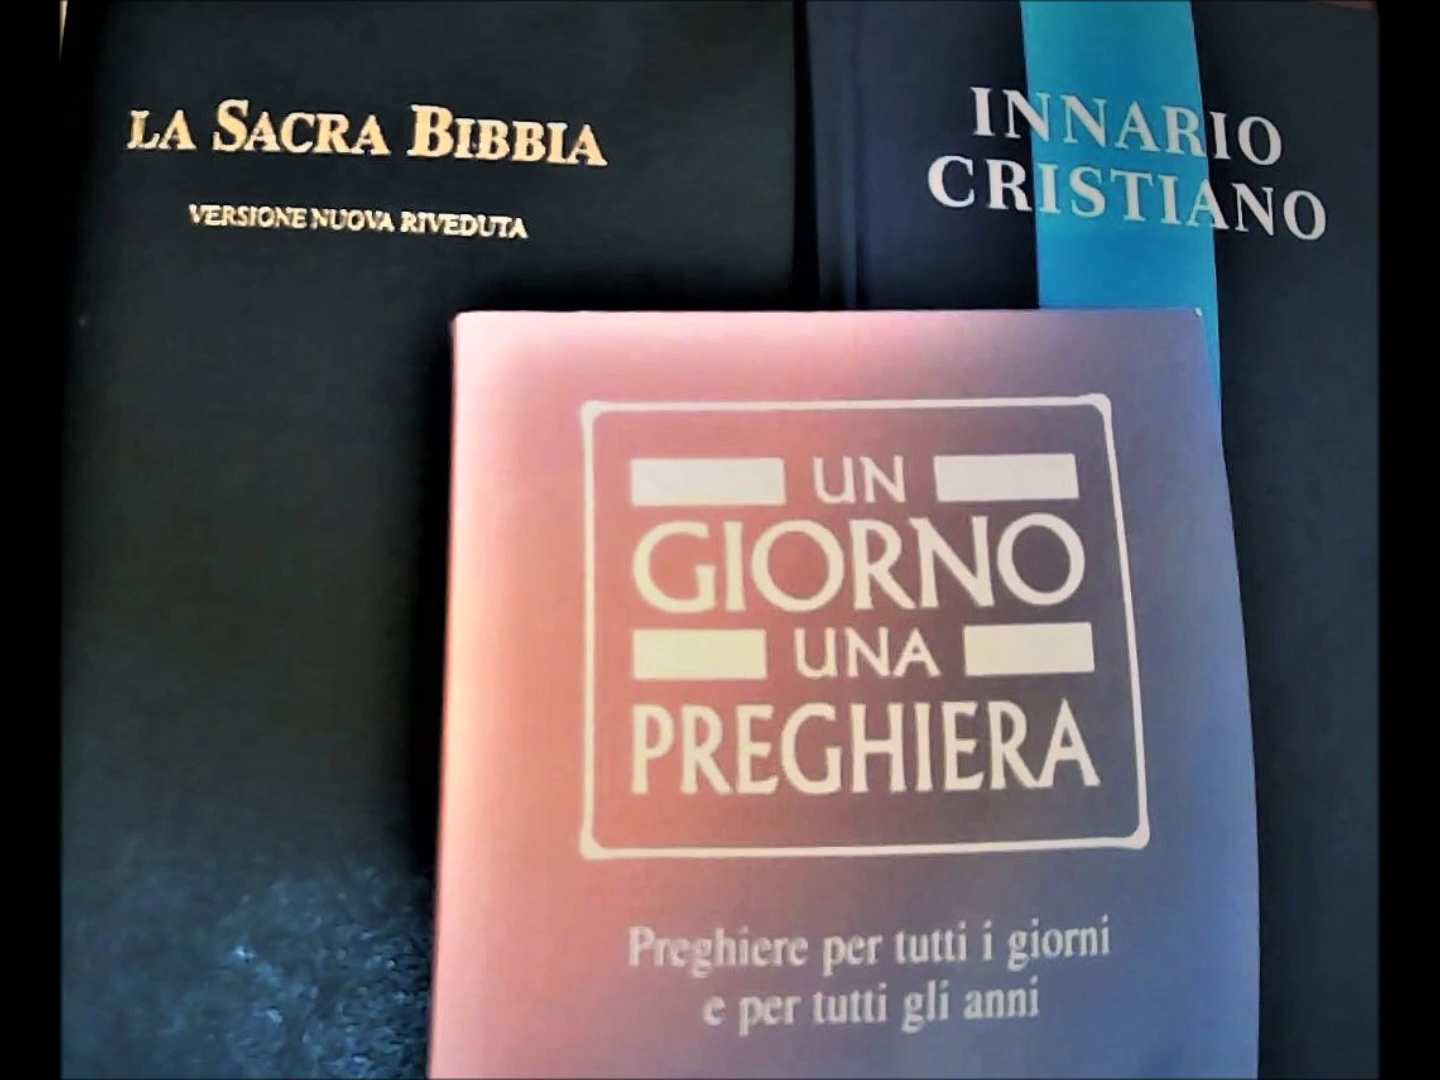 LA SACRA BIBBIA
VERSIONE NUOVA RIVEDUTA
INNARIO
CRISTIANO
UN
GIORNO
UNA
PREGHIERA
Preghiere per tutti i giorni
e per tutti gli anni